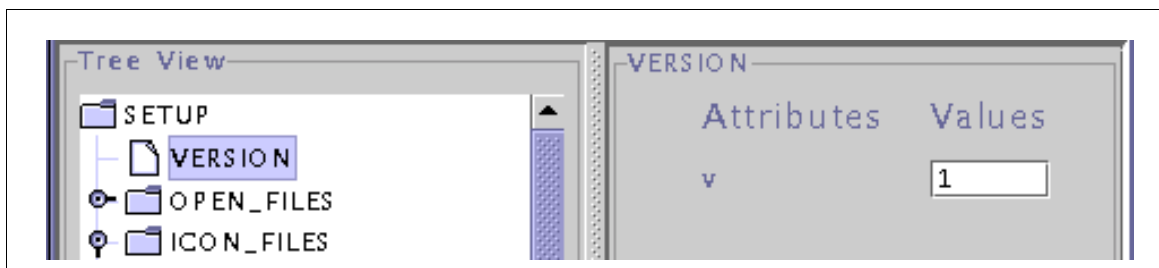 Tree View
SETUP
VERSION
OPEN_FILES
ICON_FILES
VERSION
Attributes Values
v 1